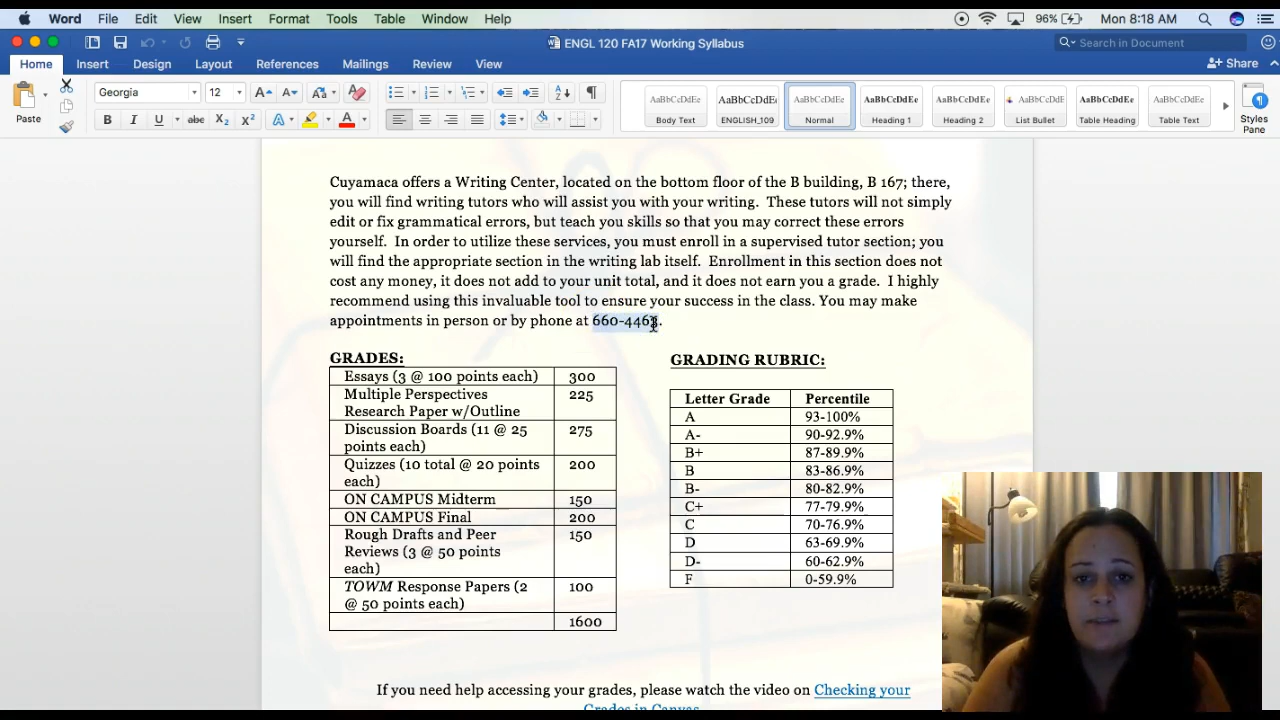 Word File Edit View Insert Format Tools Table Window Help 96% Mon 8:18 AM
ENGL 120 FA17 Working Syllabus Search in Document
Home Insert Design Layout References Mailings Review View Share
Paste Georgia 12 AaBbCcDdEe AaBbCcDdEe AaBbCcDdEe AaBbCcDdEe AaBbCcDdEe AaBbCcDdE AaBbCcDdEe AaBbCcDdEe
Body Text ENGLISH_109 Normal Heading 1 Heading 2 List Bullet Table Heading Table Text Styles Pane
Cuyamaca offers a Writing Center, located on the bottom floor of the B building, B 167; there,
you will find writing tutors who will assist you with your writing. These tutors will not simply
edit or fix grammatical errors, but teach you skills so that you may correct these errors
yourself. In order to utilize these services, you must enroll in a supervised tutor section; you
will find the appropriate section in the writing lab itself. Enrollment in this section does not
cost any money, it does not add to your unit total, and it does not earn you a grade. I highly
recommend using this invaluable tool to ensure your success in the class. You may make
appointments in person or by phone at
GRADES:
Essays (3 @ 100 points each) 300
Multiple Perspectives
Research Paper w/Outline 225
Discussion Boards (11 @ 25
points each) 275
Quizzes (10 total @ 20 points
each) 200
ON CAMPUS Midterm 150
ON CAMPUS Final 200
Rough Drafts and Peer
Reviews (3 @ 50 points
each) 150
TOWM Response Papers (2
@ 50 points each) 100
1600
GRADING RUBRIC:
Letter Grade Percentile
A 93-100%
A- 90-92.9%
B+ 87-89.9%
B 83-86.9%
B- 80-82.9%
C+ 77-79.9%
C 70-76.9%
D 63-69.9%
D- 60-62.9%
F 0-59.9%
If you need help accessing your grades, please watch the video on Checking your
Grades in Canvas